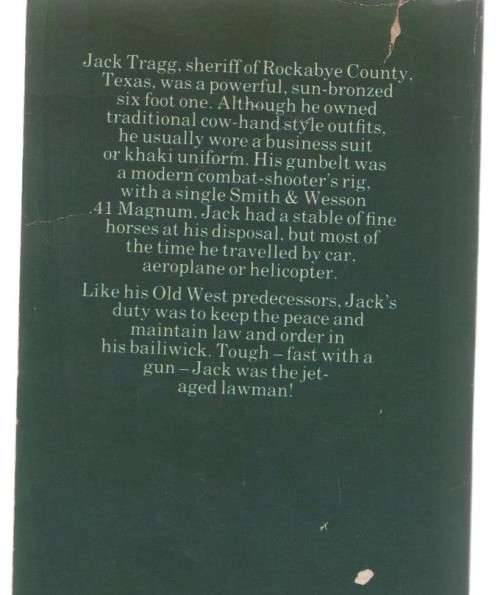 Jack Tragg, sheriff of Rockabye County,
Texas, was a powerful, sun-bronzed
six foot one. Although he owned
traditional cow-hand style outfits,
he usually wore a business suit
or khaki uniform. His gunbelt was
a modern combat-shooter's rig,
with a single Smith & Wesson
.41 Magnum. Jack had a stable of fine
horses at his disposal, but most of
the time he travelled by car,
aeroplane or helicopter.
Like his Old West predecessors, Jack's
duty was to keep the peace and
maintain law and order in
his bailiwick. Tough – fast with a
gun – Jack was the jet-
aged lawman!